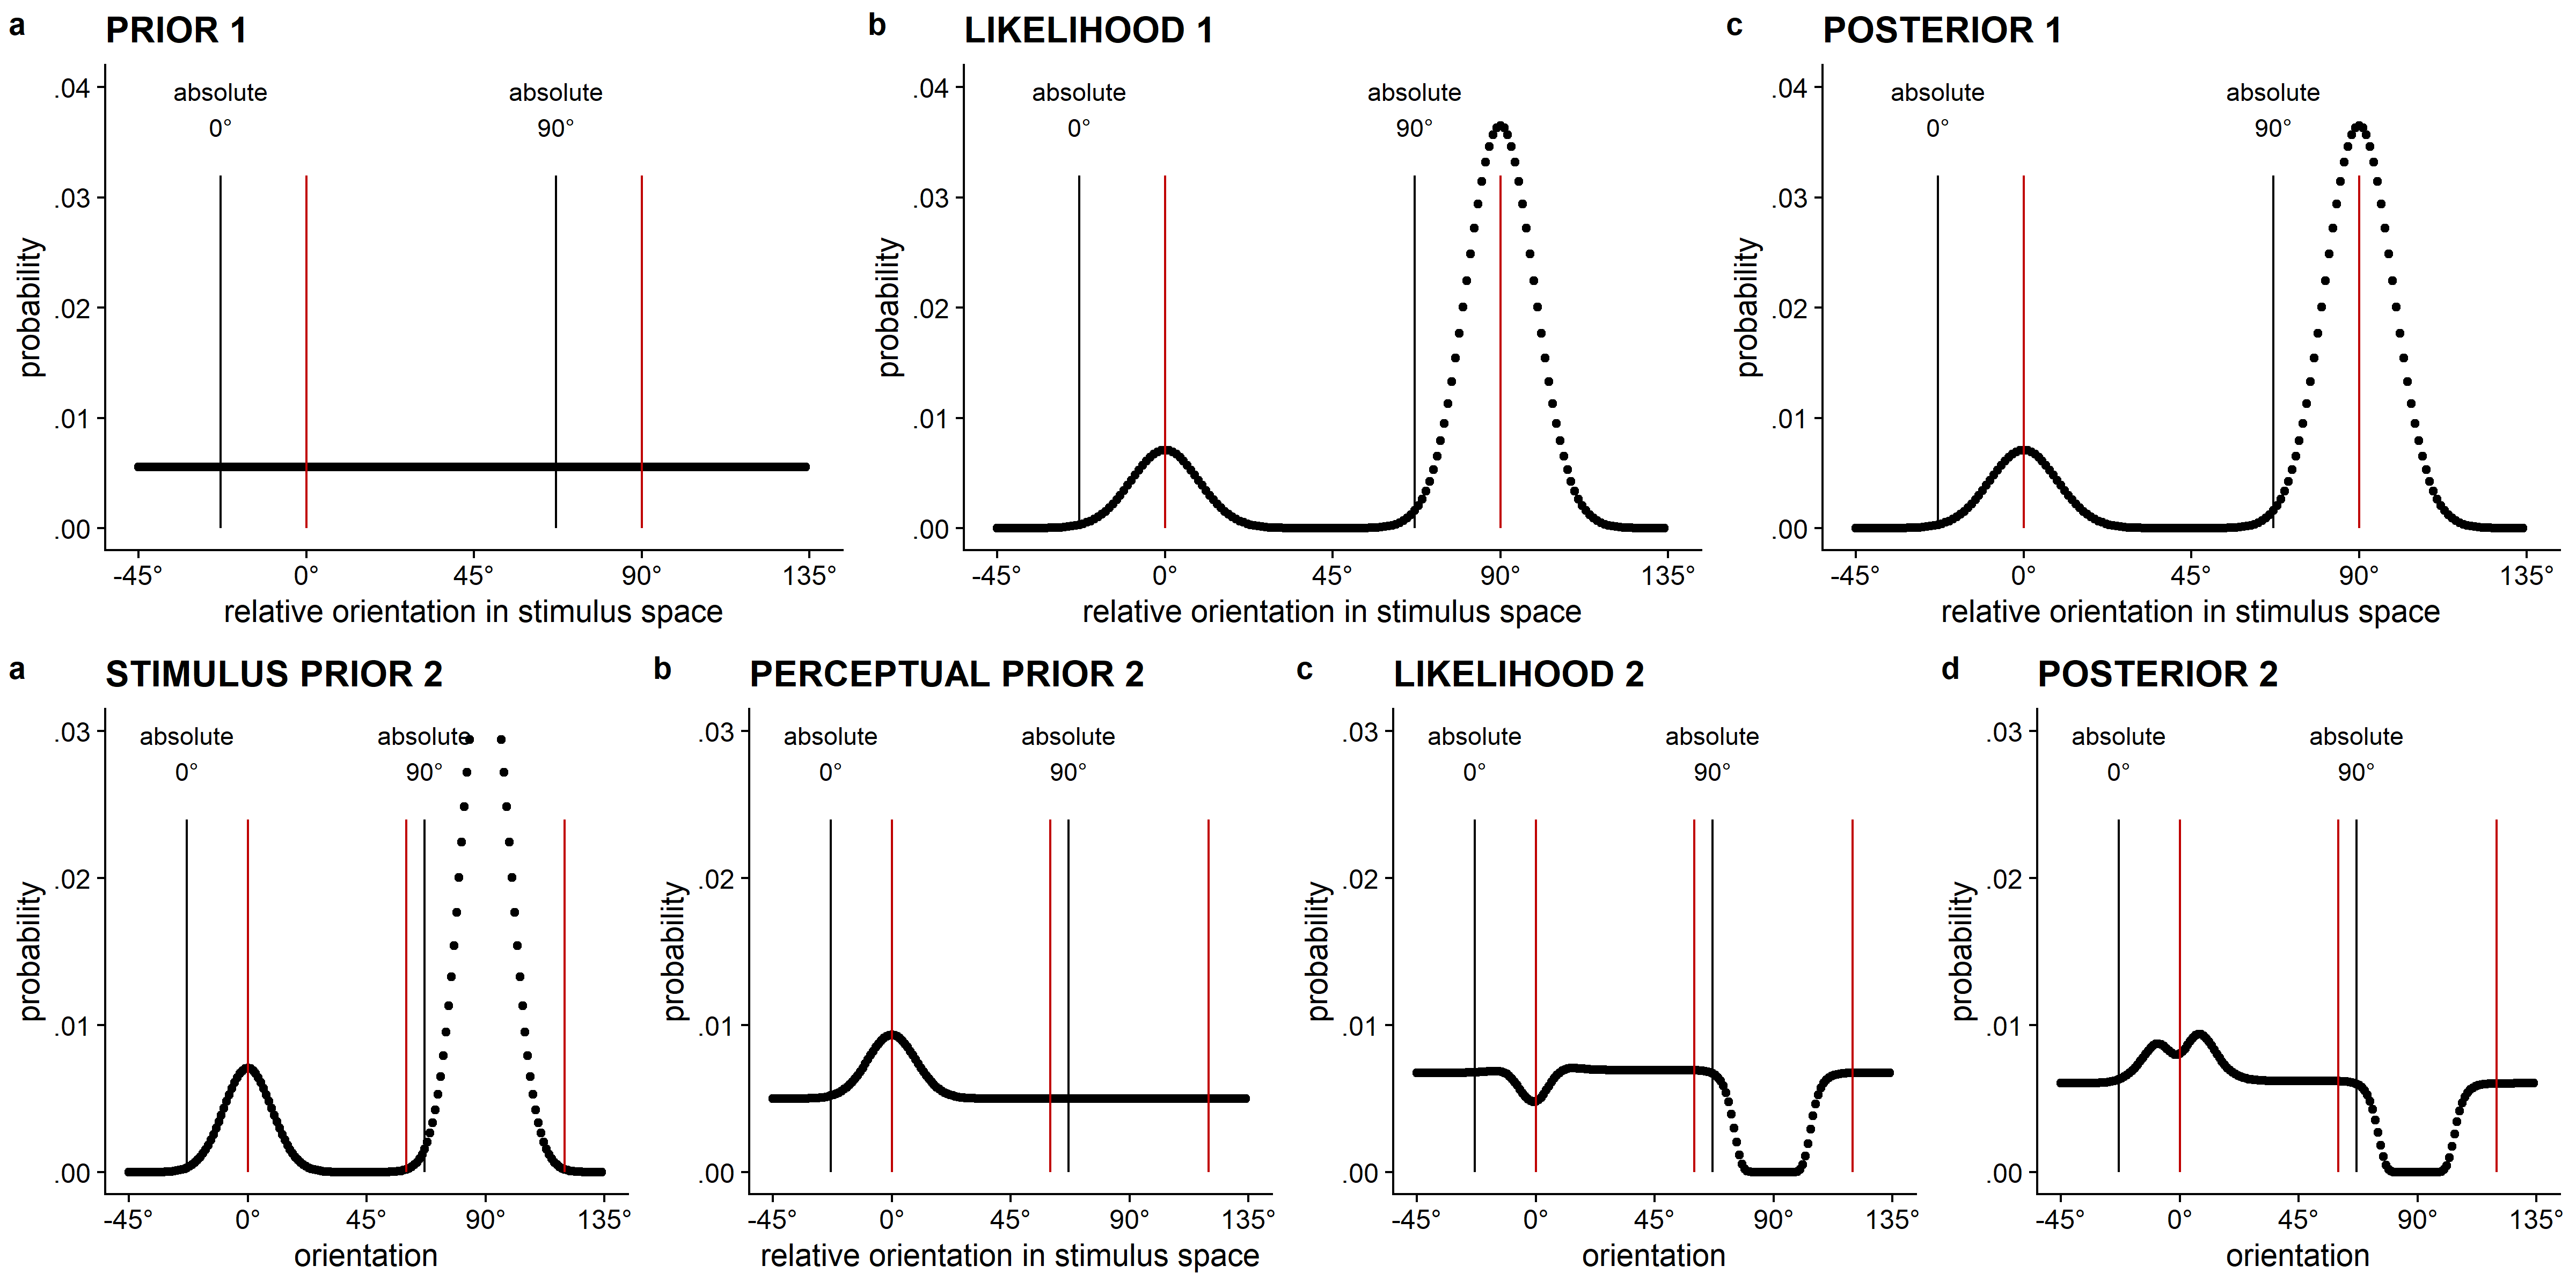 a PRIOR 1
absolute 0°
absolute 90°
.04
.03
.02
.01
.00
probability
-45° 0° 45° 90° 135°
relative orientation in stimulus space
b LIKELIHOOD 1
absolute 0°
absolute 90°
.04
.03
.02
.01
.00
probability
-45° 0° 45° 90° 135°
relative orientation in stimulus space
c POSTERIOR 1
absolute 0°
absolute 90°
.04
.03
.02
.01
.00
probability
-45° 0° 45° 90° 135°
relative orientation in stimulus space
a STIMULUS PRIOR 2
absolute 0°
absolute 90°
.03
.02
.01
.00
probability
-45° 0° 45° 90° 135°
orientation
b PERCEPTUAL PRIOR 2
absolute 0°
absolute 90°
.03
.02
.01
.00
probability
-45° 0° 45° 90° 135°
relative orientation in stimulus space
c LIKELIHOOD 2
absolute 0°
absolute 90°
.03
.02
.01
.00
probability
-45° 0° 45° 90° 135°
orientation
d POSTERIOR 2
absolute 0°
absolute 90°
.03
.02
.01
.00
probability
-45° 0° 45° 90° 135°
orientation